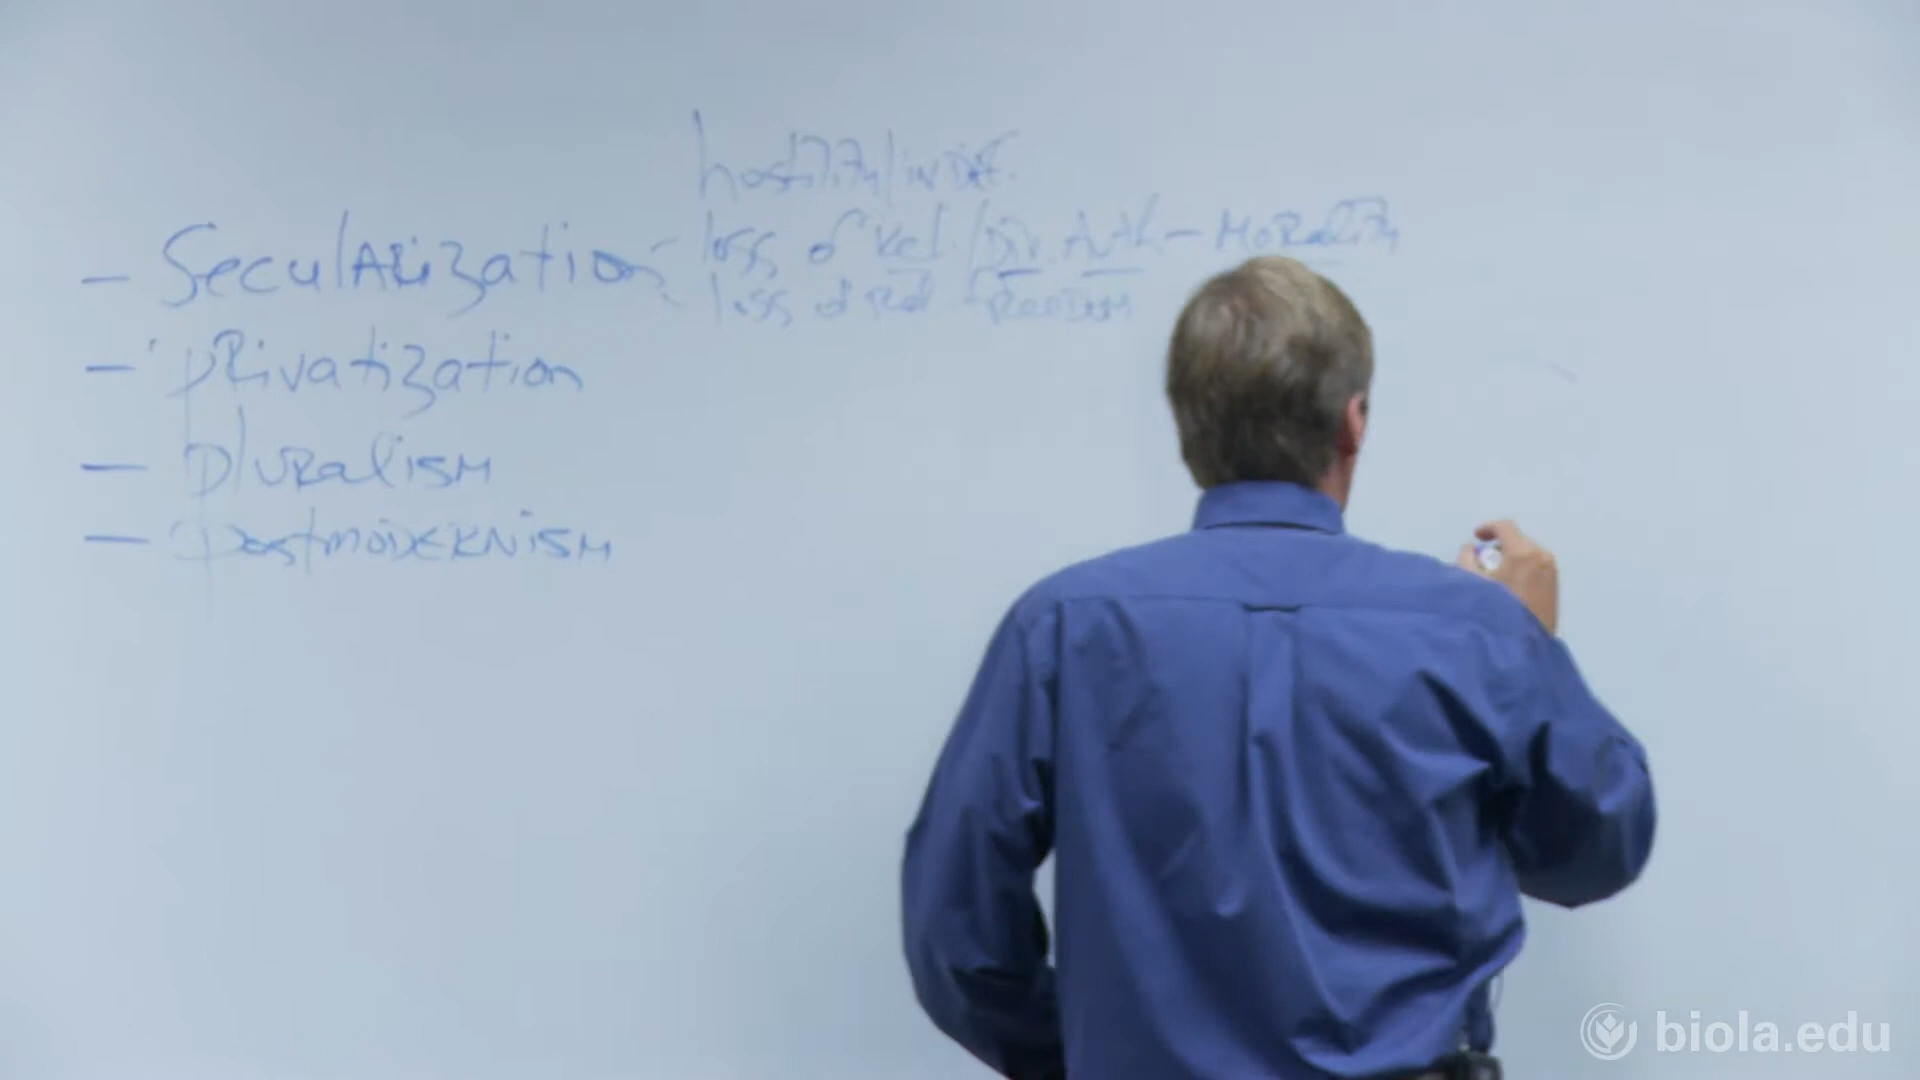 hostility/indif.
- Secularization - loss of Rel./Div. Auth - Morality
loss of Rel freedom
- privatization
- pluralism
- postmodernism
biola.edu